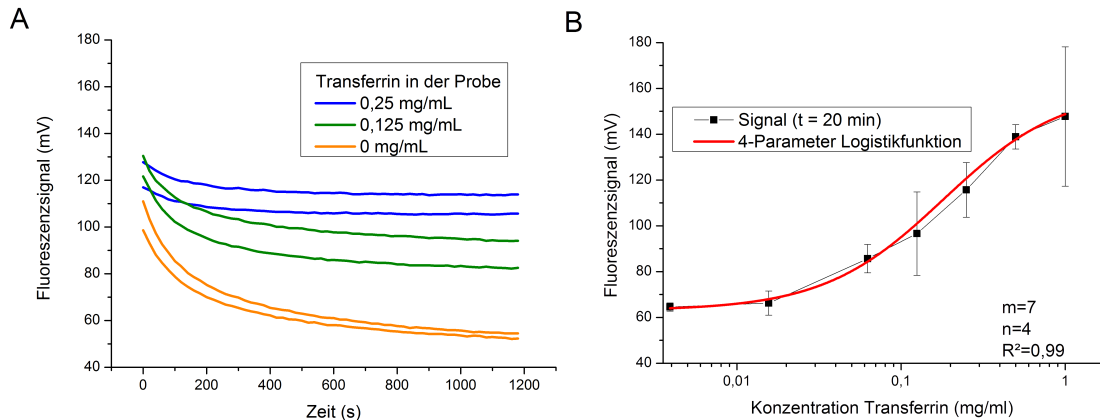 A
180
160
140
120
100
80
60
40
Fluoreszenzsignal (mV)
Transferrin in der Probe
0,25 mg/mL
0,125 mg/mL
0 mg/mL
0 200 400 600 800 1000 1200
Zeit (s)
B
180
160
140
120
100
80
60
40
Fluoreszenzsignal (mV)
Signal (t = 20 min)
4-Parameter Logistikfunktion
m=7
n=4
R²=0,99
0,01 0,1 1
Konzentration Transferrin (mg/ml)